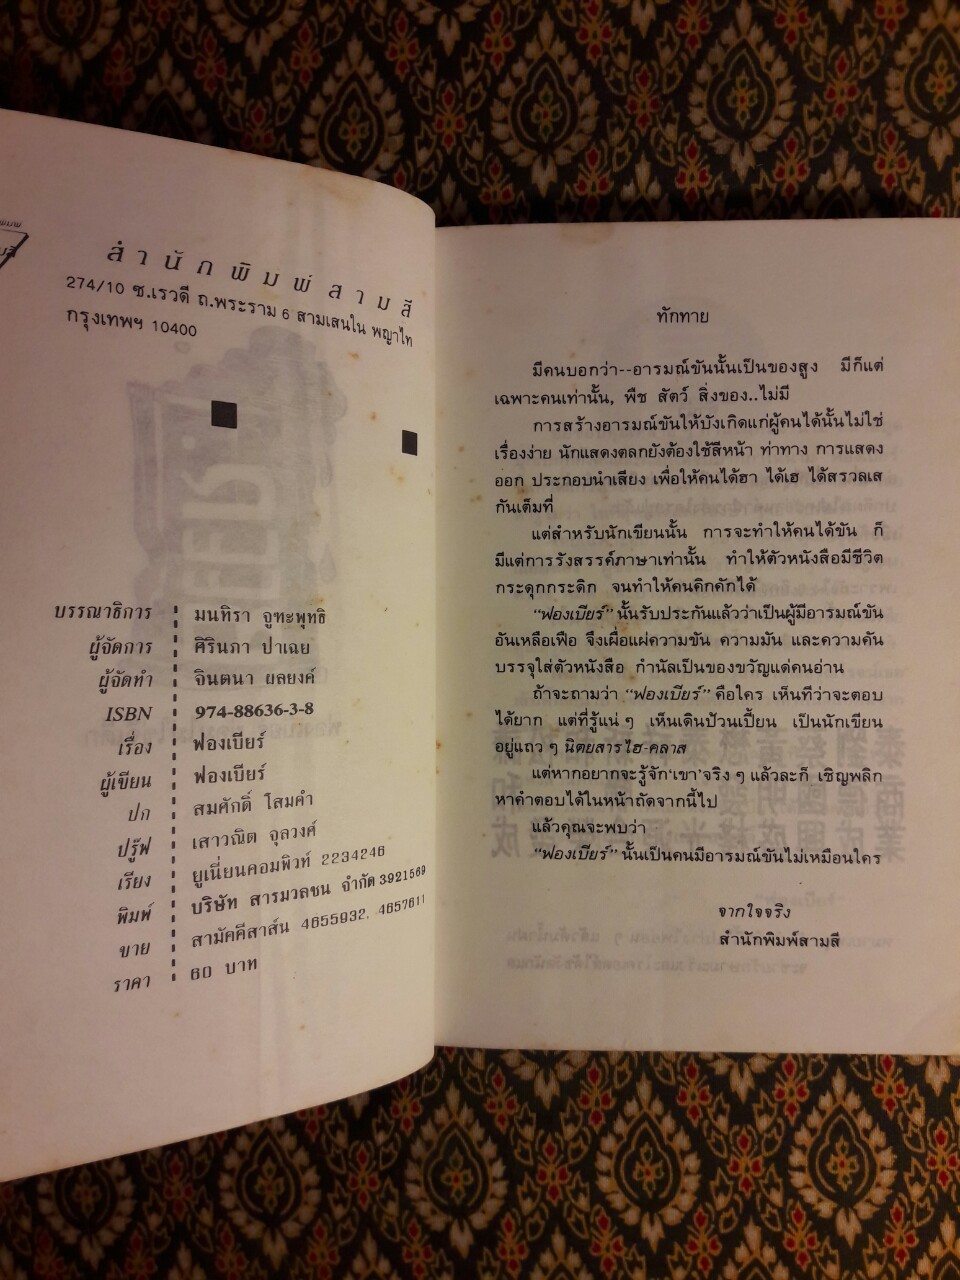 สำนักพิมพ์สามสี
274/10 ซ.เรวดี ถ.พระราม 6 สามเสนใน พญาไท
กรุงเทพฯ 10400
บรรณาธิการ มนทิรา จูฑะพุทธิ
ผู้จัดการ ศิรินภา ปาเฉย
ผู้จัดทำ จินตนา ผลยงค์
ISBN 974-88636-3-8
เรื่อง ฟองเบียร์
ผู้เขียน ฟองเบียร์
ปก สมศักดิ์ โสมคำ
ปรู๊ฟ เสาวณิต จุลวงศ์
เรียง ยูเนี่ยนคอมพิวท์ 2234246
พิมพ์ บริษัท สารมวลชน จำกัด 3921569
ขาย สามัคคีสาส์น 4655932, 4657611
ราคา 60 บาท
ทักทาย
มีคนบอกว่า--อารมณ์ขันนั้นเป็นของสูง มีก็แต่
เฉพาะคนเท่านั้น, พืช สัตว์ สิ่งของ..ไม่มี
การสร้างอารมณ์ขันให้บังเกิดแก่ผู้คนได้นั้นไม่ใช่
เรื่องง่าย นักแสดงตลกยังต้องใช้สีหน้า ท่าทาง การแสดง
ออก ประกอบน้ำเสียง เพื่อให้คนได้ฮา ได้เฮ ได้สรวลเส
กันเต็มที่
แต่สำหรับนักเขียนนั้น การจะทำให้คนได้ขัน ก็
มีแต่การรังสรรค์ภาษาเท่านั้น ทำให้ตัวหนังสือมีชีวิต
กระดุกกระดิก จนทำให้คนคิกคักได้
“ฟองเบียร์” นั้นรับประกันแล้วว่าเป็นผู้มีอารมณ์ขัน
อันเหลือเฟือ จึงเผื่อแผ่ความขัน ความมัน และความคัน
บรรจุใส่ตัวหนังสือ กำนัลเป็นของขวัญแด่คนอ่าน
ถ้าจะถามว่า “ฟองเบียร์” คือใคร เห็นทีว่าจะตอบ
ได้ยาก แต่ที่รู้แน่ ๆ เห็นเดินป้วนเปี้ยน เป็นนักเขียน
อยู่แถว ๆ นิตยสารไฮ-คลาส
แต่หากอยากจะรู้จัก‘เขา’จริง ๆ แล้วละก็ เชิญพลิก
หาคำตอบได้ในหน้าถัดจากนี้ไป
แล้วคุณจะพบว่า
“ฟองเบียร์” นั้นเป็นคนมีอารมณ์ขันไม่เหมือนใคร
จากใจจริง
สำนักพิมพ์สามสี